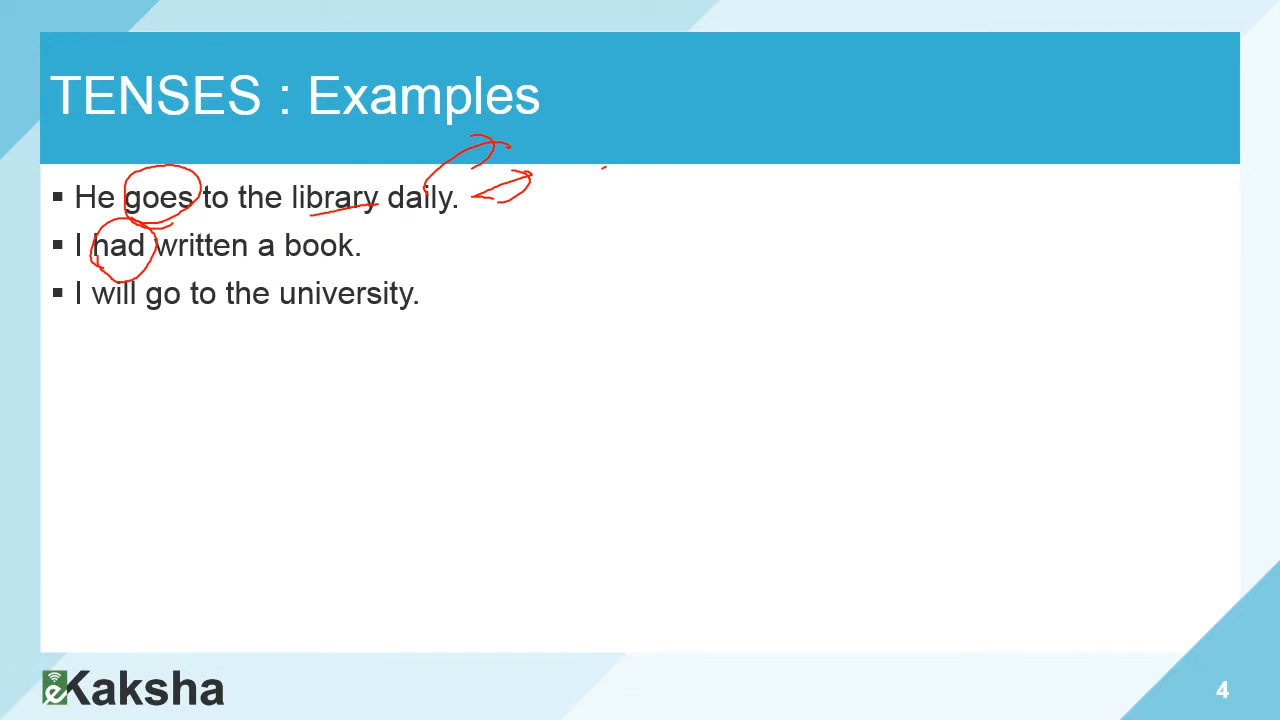 TENSES : Examples
▪ He goes to the library daily.
▪ I had written a book.
▪ I will go to the university.
eKaksha
4